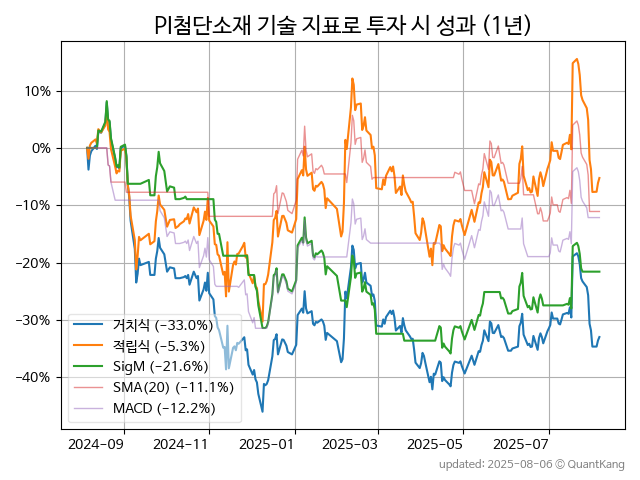 PI첨단소재 기술 지표로 투자 시 성과 (1년)
10%
0%
−10%
−20%
−30%
−40%
거치식 (−33.0%)
적립식 (−5.3%)
SigM (−21.6%)
SMA(20) (−11.1%)
MACD (−12.2%)
2024-09
2024-11
2025-01
2025-03
2025-05
2025-07
updated: 2025-08-06 © QuantKang